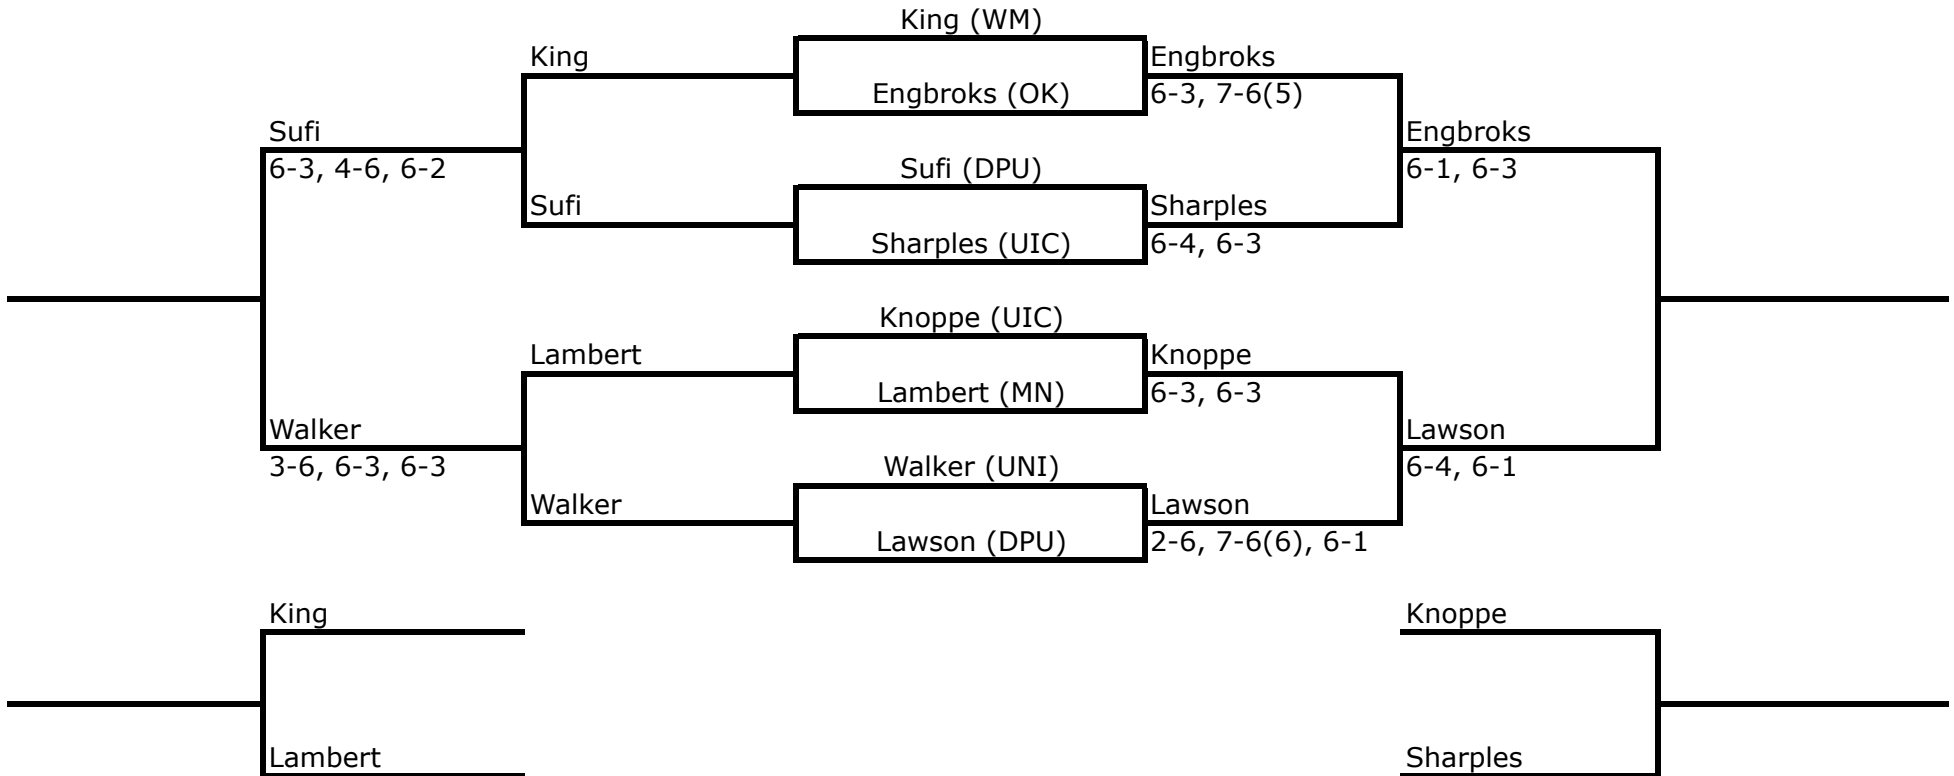 King (WM)
King
Engbroks
Engbroks (OK)
6-3, 7-6(5)
Sufi
Engbroks
6-3, 4-6, 6-2
Sufi (DPU)
6-1, 6-3
Sufi
Sharples
Sharples (UIC)
6-4, 6-3
Knoppe (UIC)
Lambert
Knoppe
Lambert (MN)
6-3, 6-3
Walker
Lawson
3-6, 6-3, 6-3
Walker (UNI)
6-4, 6-1
Walker
Lawson
Lawson (DPU)
2-6, 7-6(6), 6-1
King
Knoppe
Lambert
Sharples